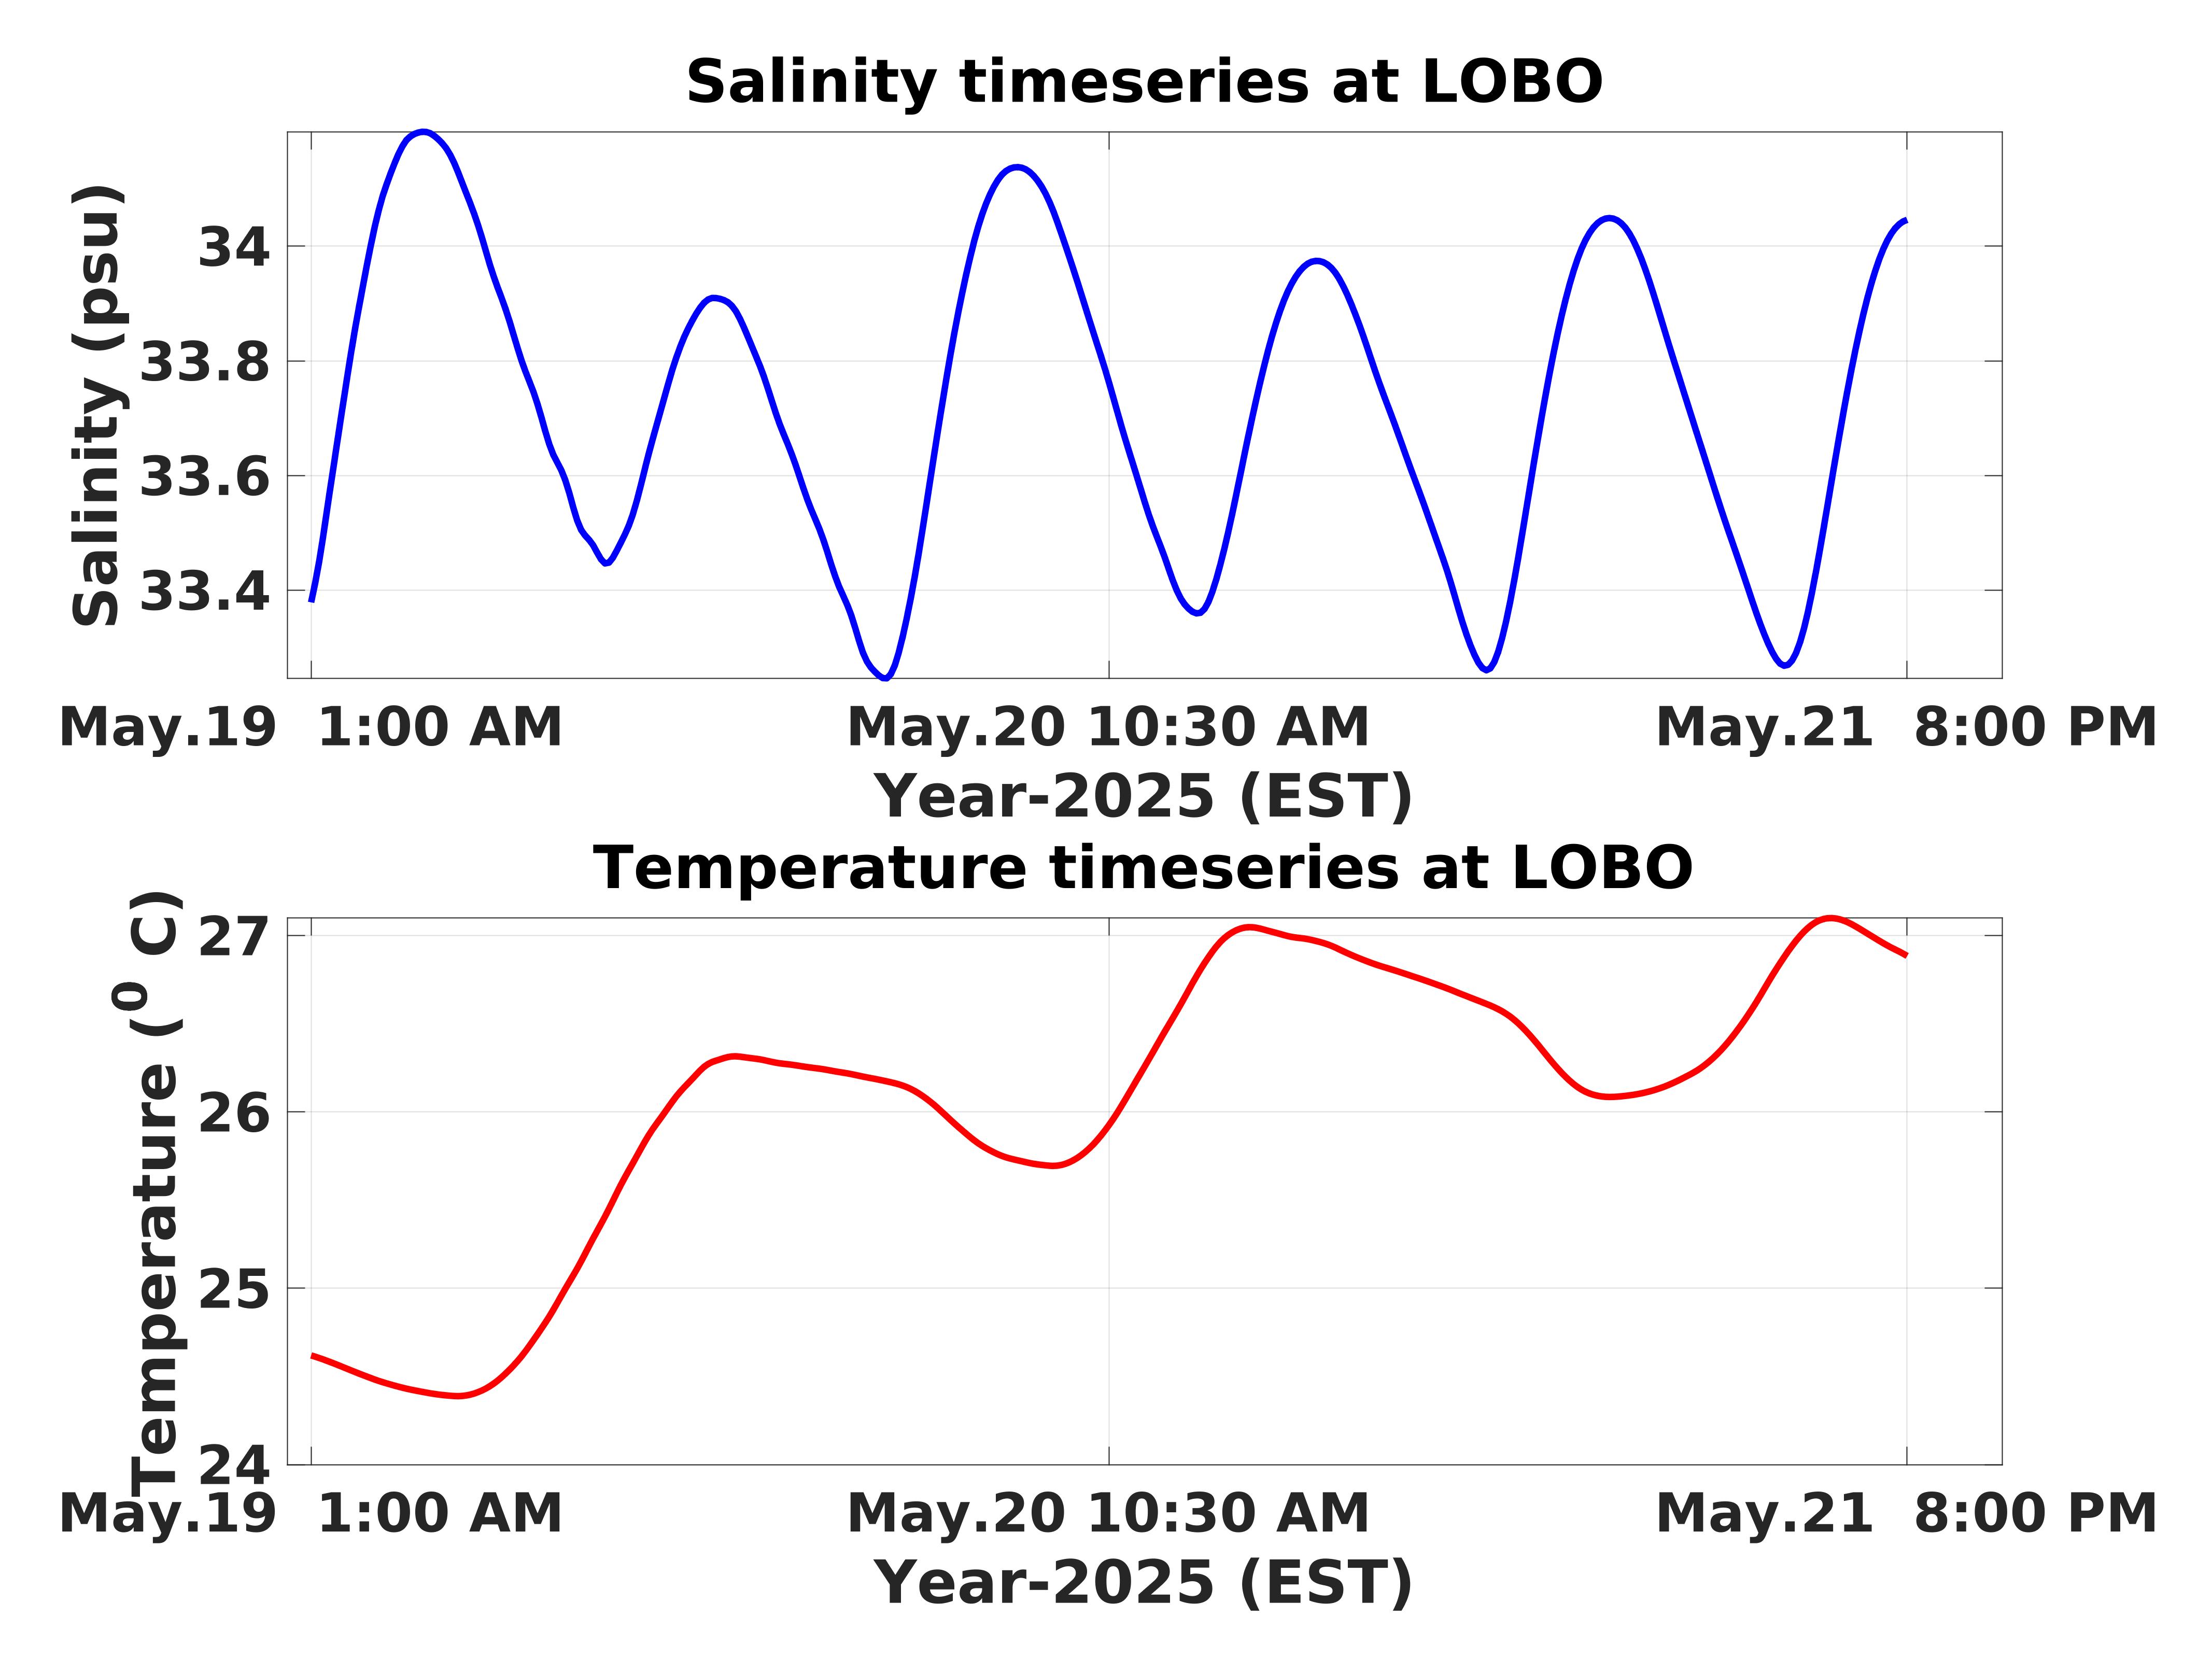 Salinity timeseries at LOBO
Salinity (psu)
34
33.8
33.6
33.4
May.19 1:00 AM May.20 10:30 AM May.21 8:00 PM
Year-2025 (EST)
Temperature timeseries at LOBO
Temperature (⁰ C)
27
26
25
24
May.19 1:00 AM May.20 10:30 AM May.21 8:00 PM
Year-2025 (EST)